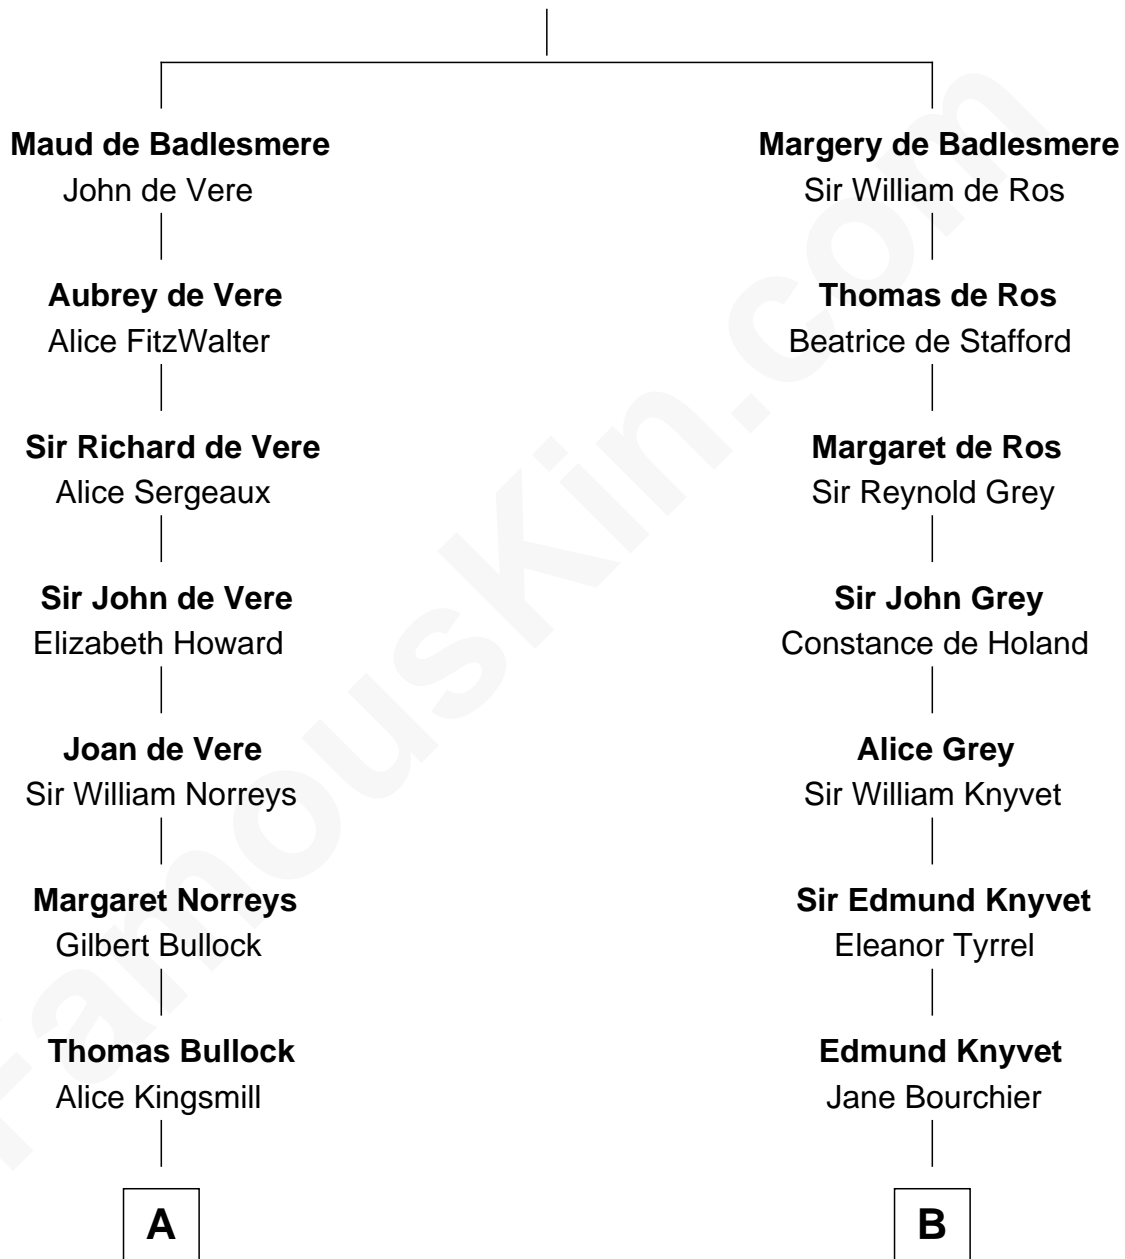 Maud de Badlesmere
John de Vere
Aubrey de Vere
Alice FitzWalter
Sir Richard de Vere
Alice Sergeaux
Sir John de Vere
Elizabeth Howard
Joan de Vere
Sir William Norreys
Margaret Norreys
Gilbert Bullock
Thomas Bullock
Alice Kingsmill
A
Margery de Badlesmere
Sir William de Ros
Thomas de Ros
Beatrice de Stafford
Margaret de Ros
Sir Reynold Grey
Sir John Grey
Constance de Holand
Alice Grey
Sir William Knyvet
Sir Edmund Knyvet
Eleanor Tyrrel
Edmund Knyvet
Jane Bourchier
B
FamousKin.com